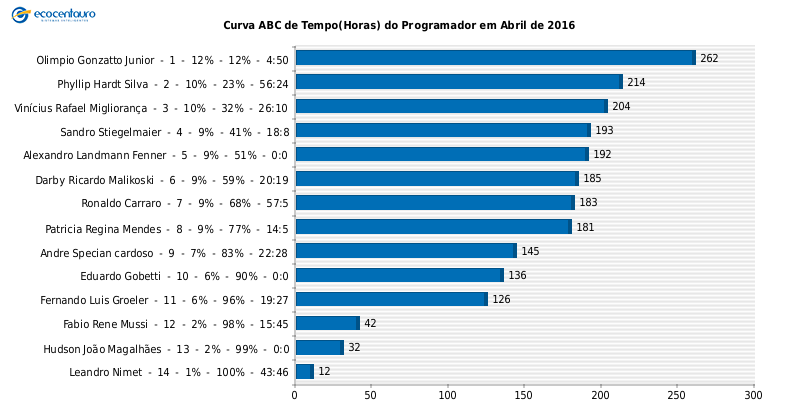 ecocentauro
Curva ABC de Tempo(Horas) do Programador em Abril de 2016
Olimpio Gonzatto Junior - 1 - 12% - 12% - 4:50 262
Phyllip Hardt Silva - 2 - 10% - 23% - 56:24 214
Vinícius Rafael Migliorança - 3 - 10% - 32% - 26:10 204
Sandro Stiegelmaier - 4 - 9% - 41% - 18:8 193
Alexandro Landmann Fenner - 5 - 9% - 51% - 0:0 192
Darby Ricardo Malikoski - 6 - 9% - 59% - 20:19 185
Ronaldo Carraro - 7 - 9% - 68% - 57:5 183
Patricia Regina Mendes - 8 - 9% - 77% - 14:5 181
Andre Specian cardoso - 9 - 7% - 83% - 22:28 145
Eduardo Gobetti - 10 - 6% - 90% - 0:0 136
Fernando Luis Groeler - 11 - 6% - 96% - 19:27 126
Fabio Rene Mussi - 12 - 2% - 98% - 15:45 42
Hudson João Magalhães - 13 - 2% - 99% - 0:0 32
Leandro Nimet - 14 - 1% - 100% - 43:46 12
0 50 100 150 200 250 300